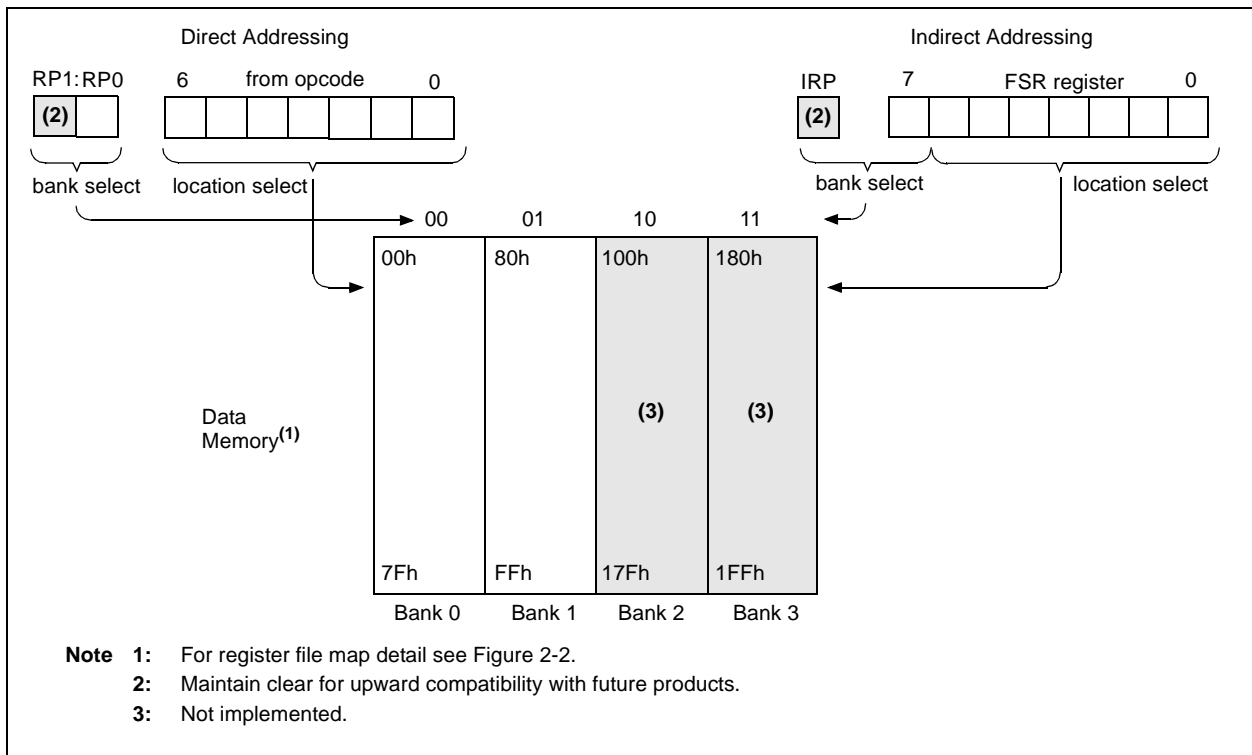 Direct Addressing
Indirect Addressing
RP1:RP0 6 from opcode 0
IRP 7 FSR register 0
(2)
(2)
bank select location select
bank select location select
00 01 10 11
00h 80h 100h 180h
Data
Memory(1)
(3) (3)
7Fh FFh 17Fh 1FFh
Bank 0 Bank 1 Bank 2 Bank 3
Note 1: For register file map detail see Figure 2-2.
2: Maintain clear for upward compatibility with future products.
3: Not implemented.